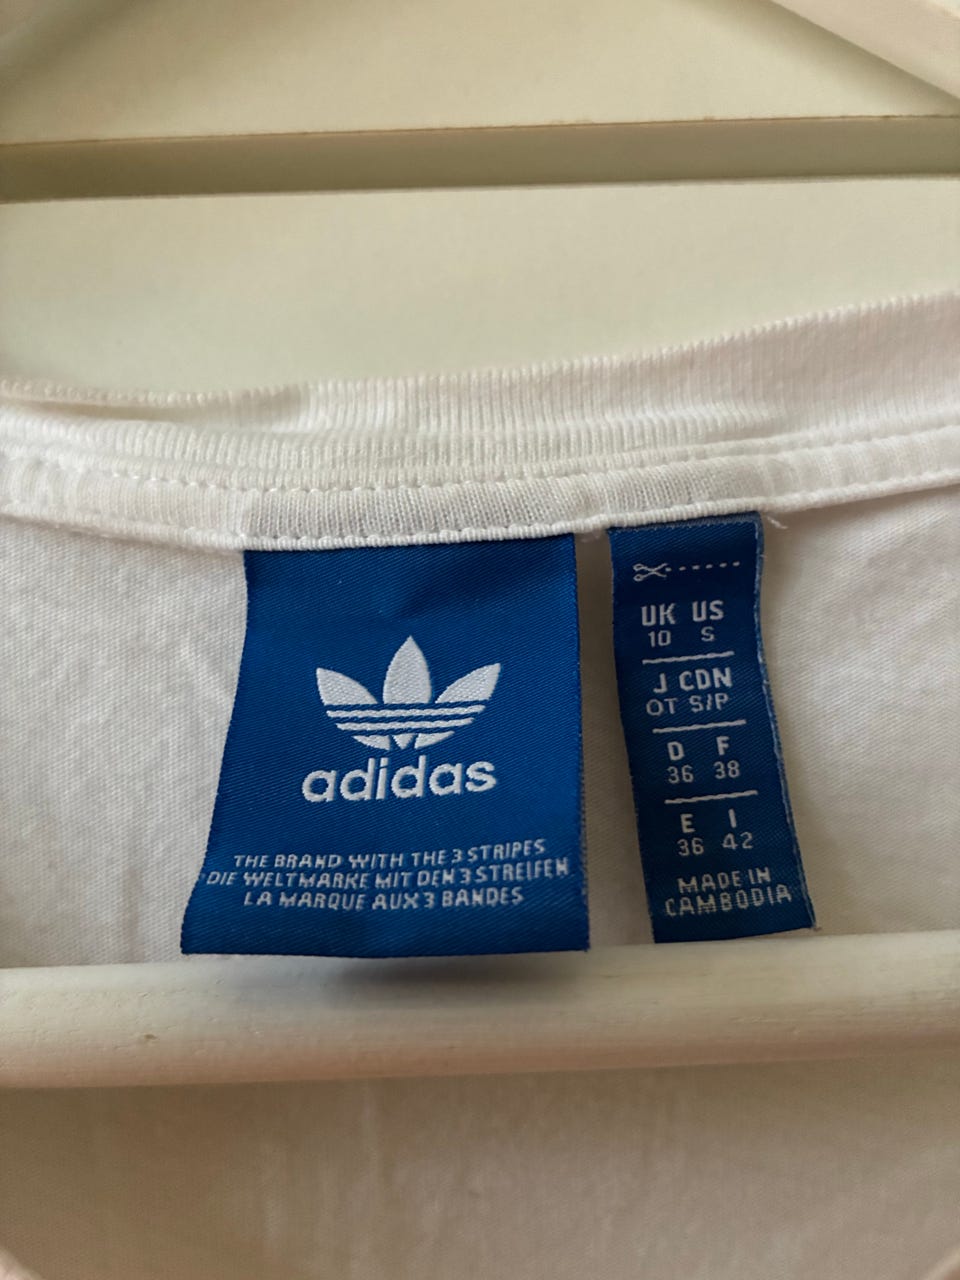 adidas
THE BRAND WITH THE 3 STRIPES
DIE WELTMARKE MIT DEN 3 STREIFEN
LA MARQUE AUX 3 BANDES
UK US
10 S
J CDN
OT S/P
D F
36 38
E I
36 42
MADE IN
CAMBODIA